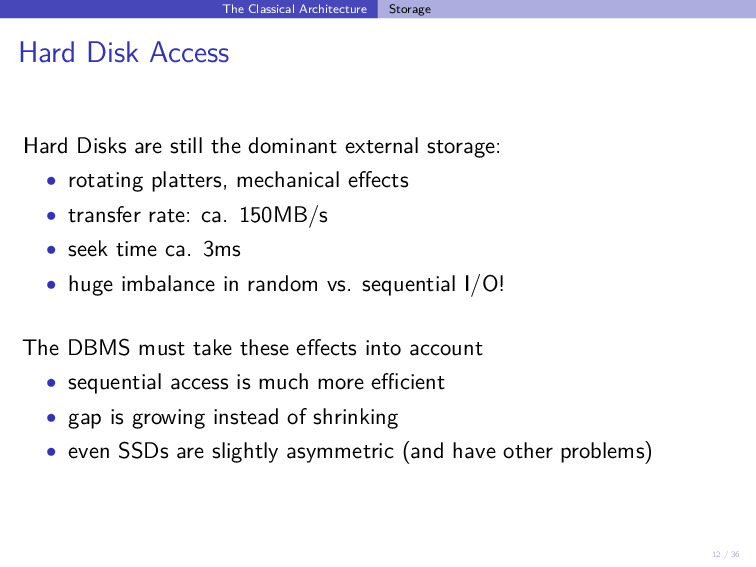 The Classical Architecture Storage
Hard Disk Access
Hard Disks are still the dominant external storage:
• rotating platters, mechanical effects
• transfer rate: ca. 150MB/s
• seek time ca. 3ms
• huge imbalance in random vs. sequential I/O!
The DBMS must take these effects into account
• sequential access is much more efficient
• gap is growing instead of shrinking
• even SSDs are slightly asymmetric (and have other problems)
12 / 36